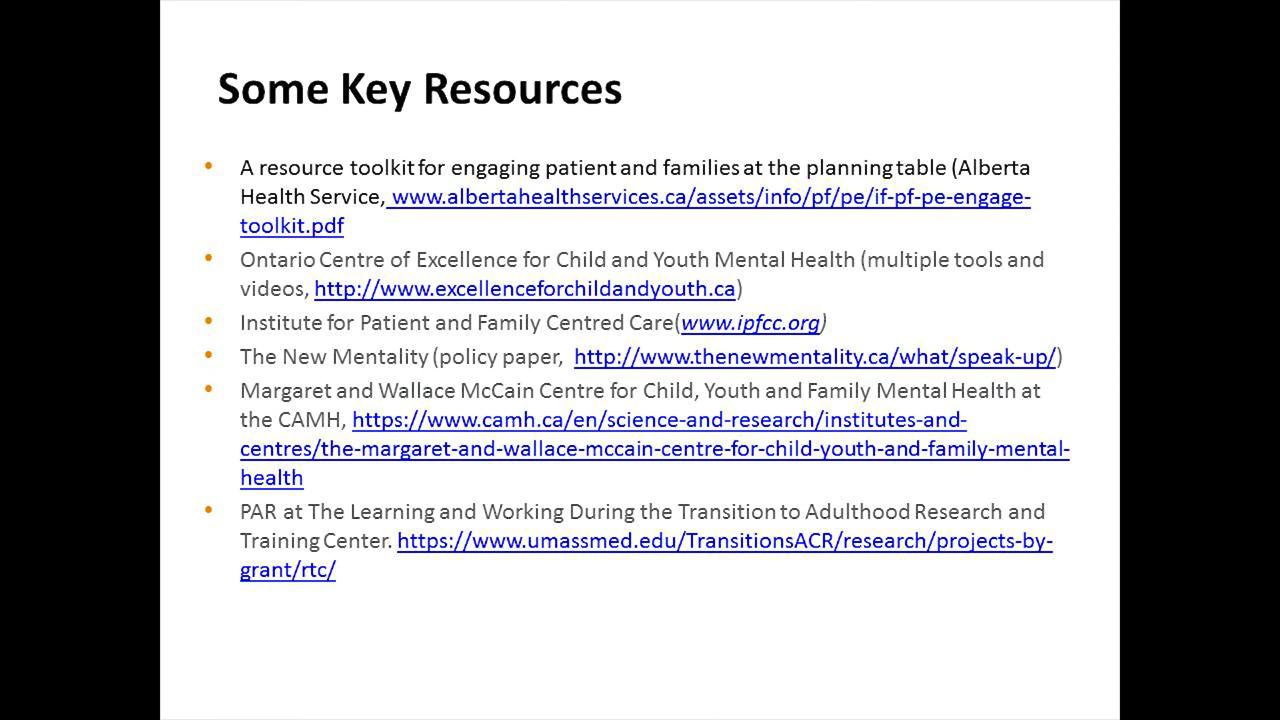 Some Key Resources
• A resource toolkit for engaging patient and families at the planning table (Alberta
Health Service, www.albertahealthservices.ca/assets/info/pf/pe/if-pf-pe-engage-
toolkit.pdf
• Ontario Centre of Excellence for Child and Youth Mental Health (multiple tools and
videos, http://www.excellenceforchildandyouth.ca)
• Institute for Patient and Family Centred Care(www.ipfcc.org)
• The New Mentality (policy paper, http://www.thenewmentality.ca/what/speak-up/)
• Margaret and Wallace McCain Centre for Child, Youth and Family Mental Health at
the CAMH, https://www.camh.ca/en/science-and-research/institutes-and-
centres/the-margaret-and-wallace-mccain-centre-for-child-youth-and-family-mental-
health
• PAR at The Learning and Working During the Transition to Adulthood Research and
Training Center. https://www.umassmed.edu/TransitionsACR/research/projects-by-
grant/rtc/